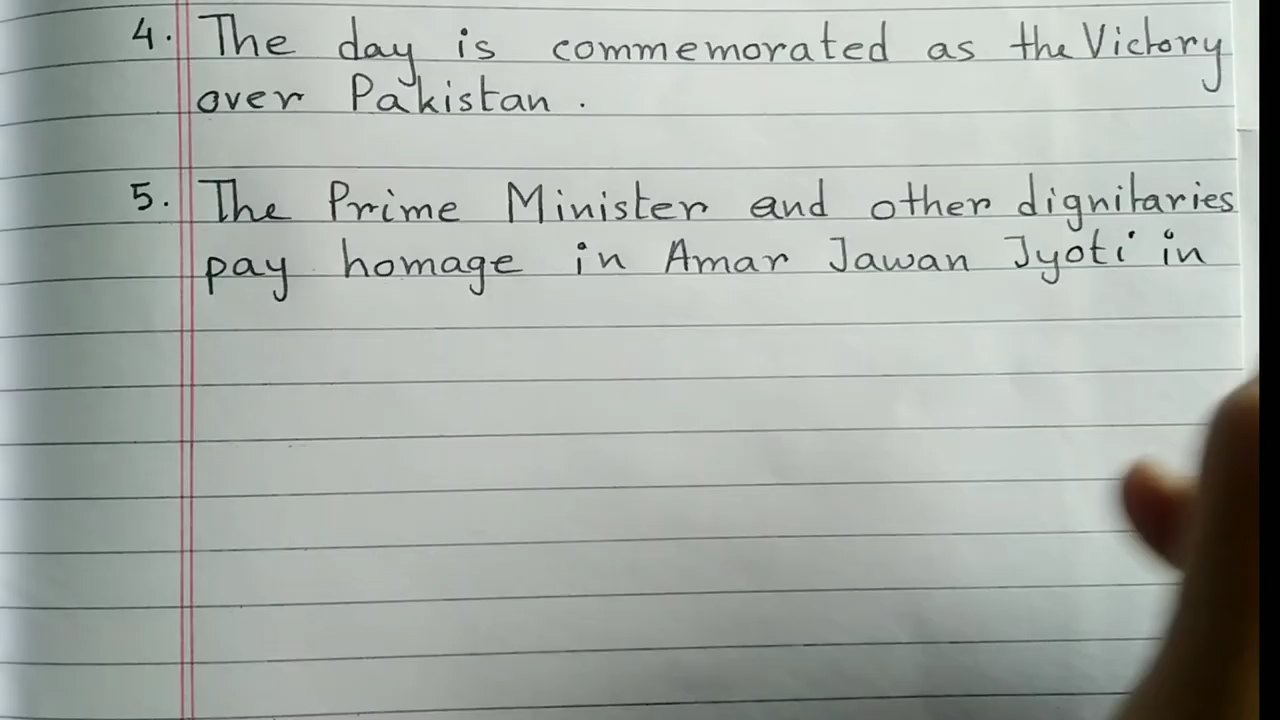 4. The day is commemorated as the Victory
over Pakistan.
5. The Prime Minister and other dignitaries
pay homage in Amar Jawan Jyoti in